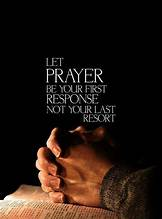 LET
PRAYER
BE YOUR FIRST
RESPONSE
NOT YOUR LAST
RESORT